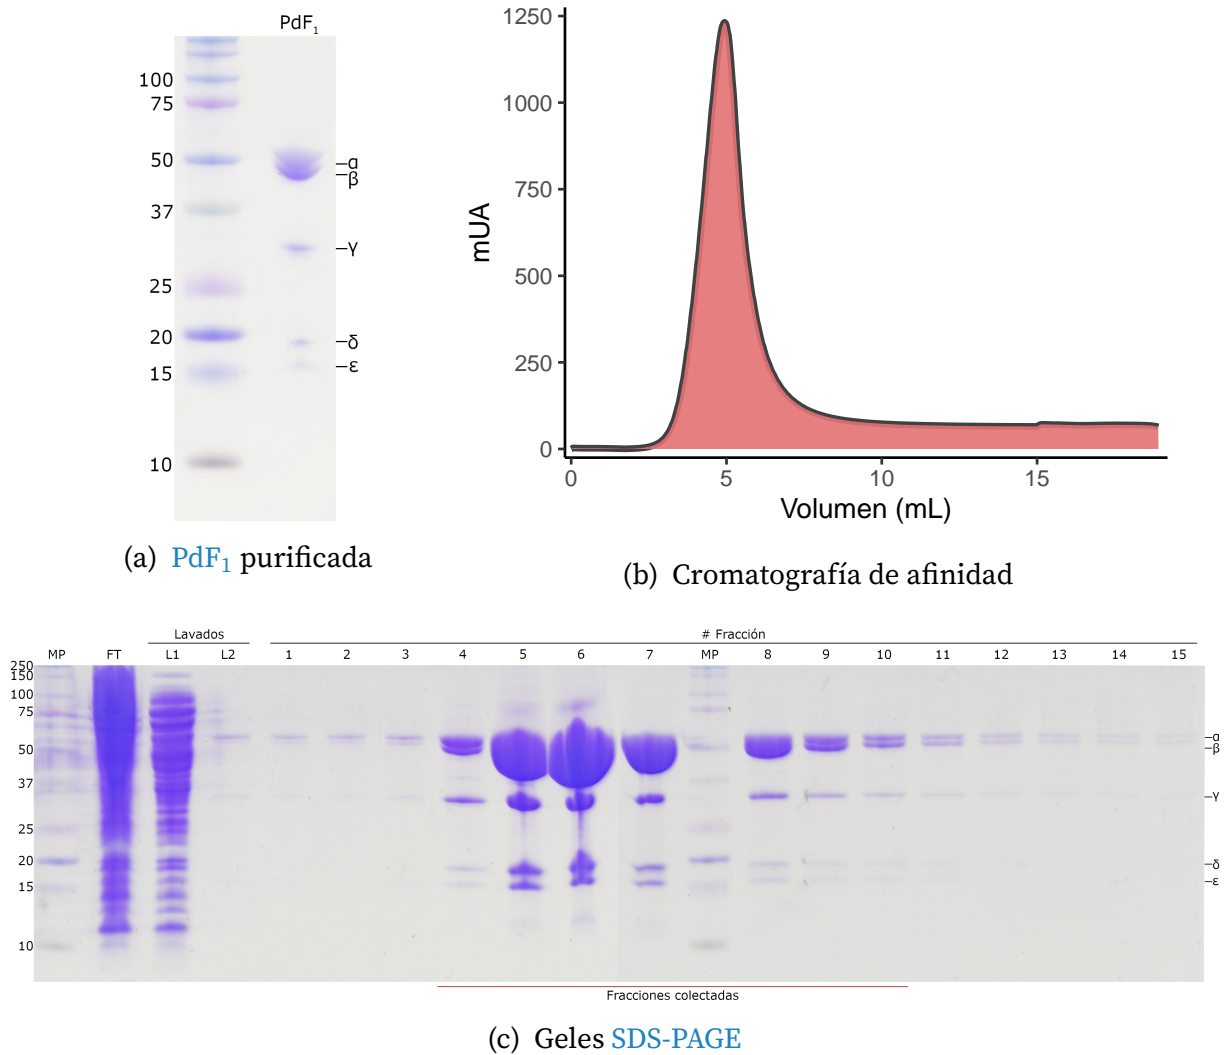 PdF1
100
75
50
37
25
20
15
10
α
β
γ
δ
ε
(a) PdF1 purificada
1250
1000
750
500
250
0
mUA
0 5 10 15
Volumen (mL)
(b) Cromatografía de afinidad
Lavados # Fracción
MP FT L1 L2 1 2 3 4 5 6 7 MP 8 9 10 11 12 13 14 15
250
150
100
75
50
37
25
20
15
10
α
β
γ
δ
ε
Fracciones colectadas
(c) Geles SDS-PAGE